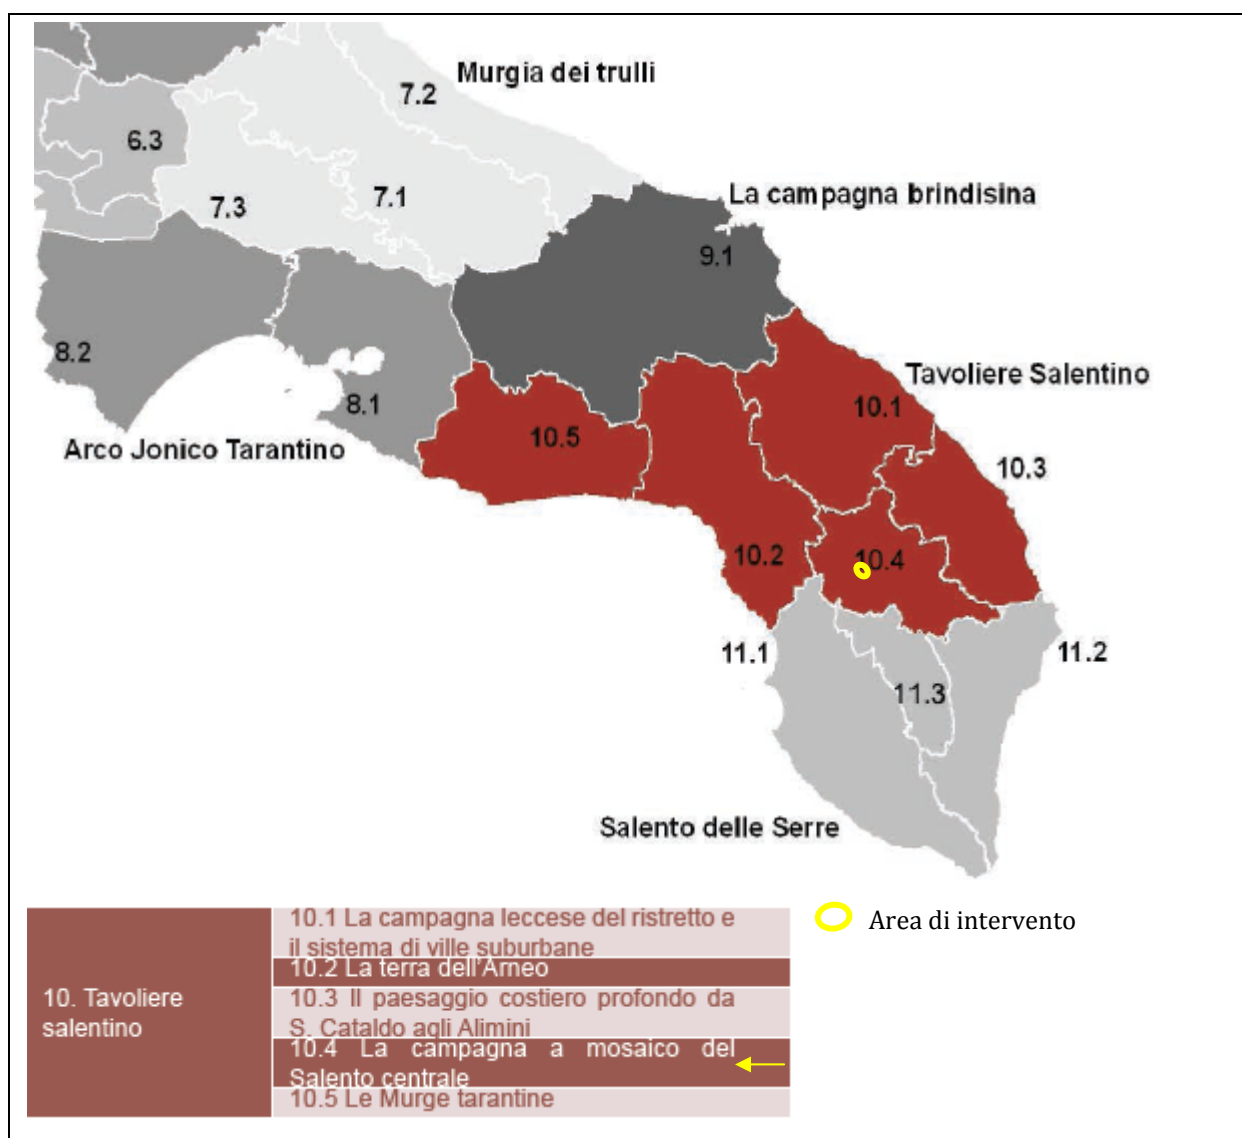 Murgia dei trulli
7.2
6.3
La campagna brindisina
7.1
7.3
9.1
8.2
Tavoliere Salentino
8.1
10.1
10.5
Arco Jonico Tarantino
10.3
10.2
10.4
11.1
11.2
11.3
Salento delle Serre
Area di intervento
10. Tavoliere
salentino
10.1 La campagna leccese del ristretto e
il sistema di ville suburbane
10.2 La terra dell'Arneo
10.3 Il paesaggio costiero profondo da
S. Cataldo agli Alimini
10.4 La campagna a mosaico del
Salento centrale
10.5 Le Murge tarantine